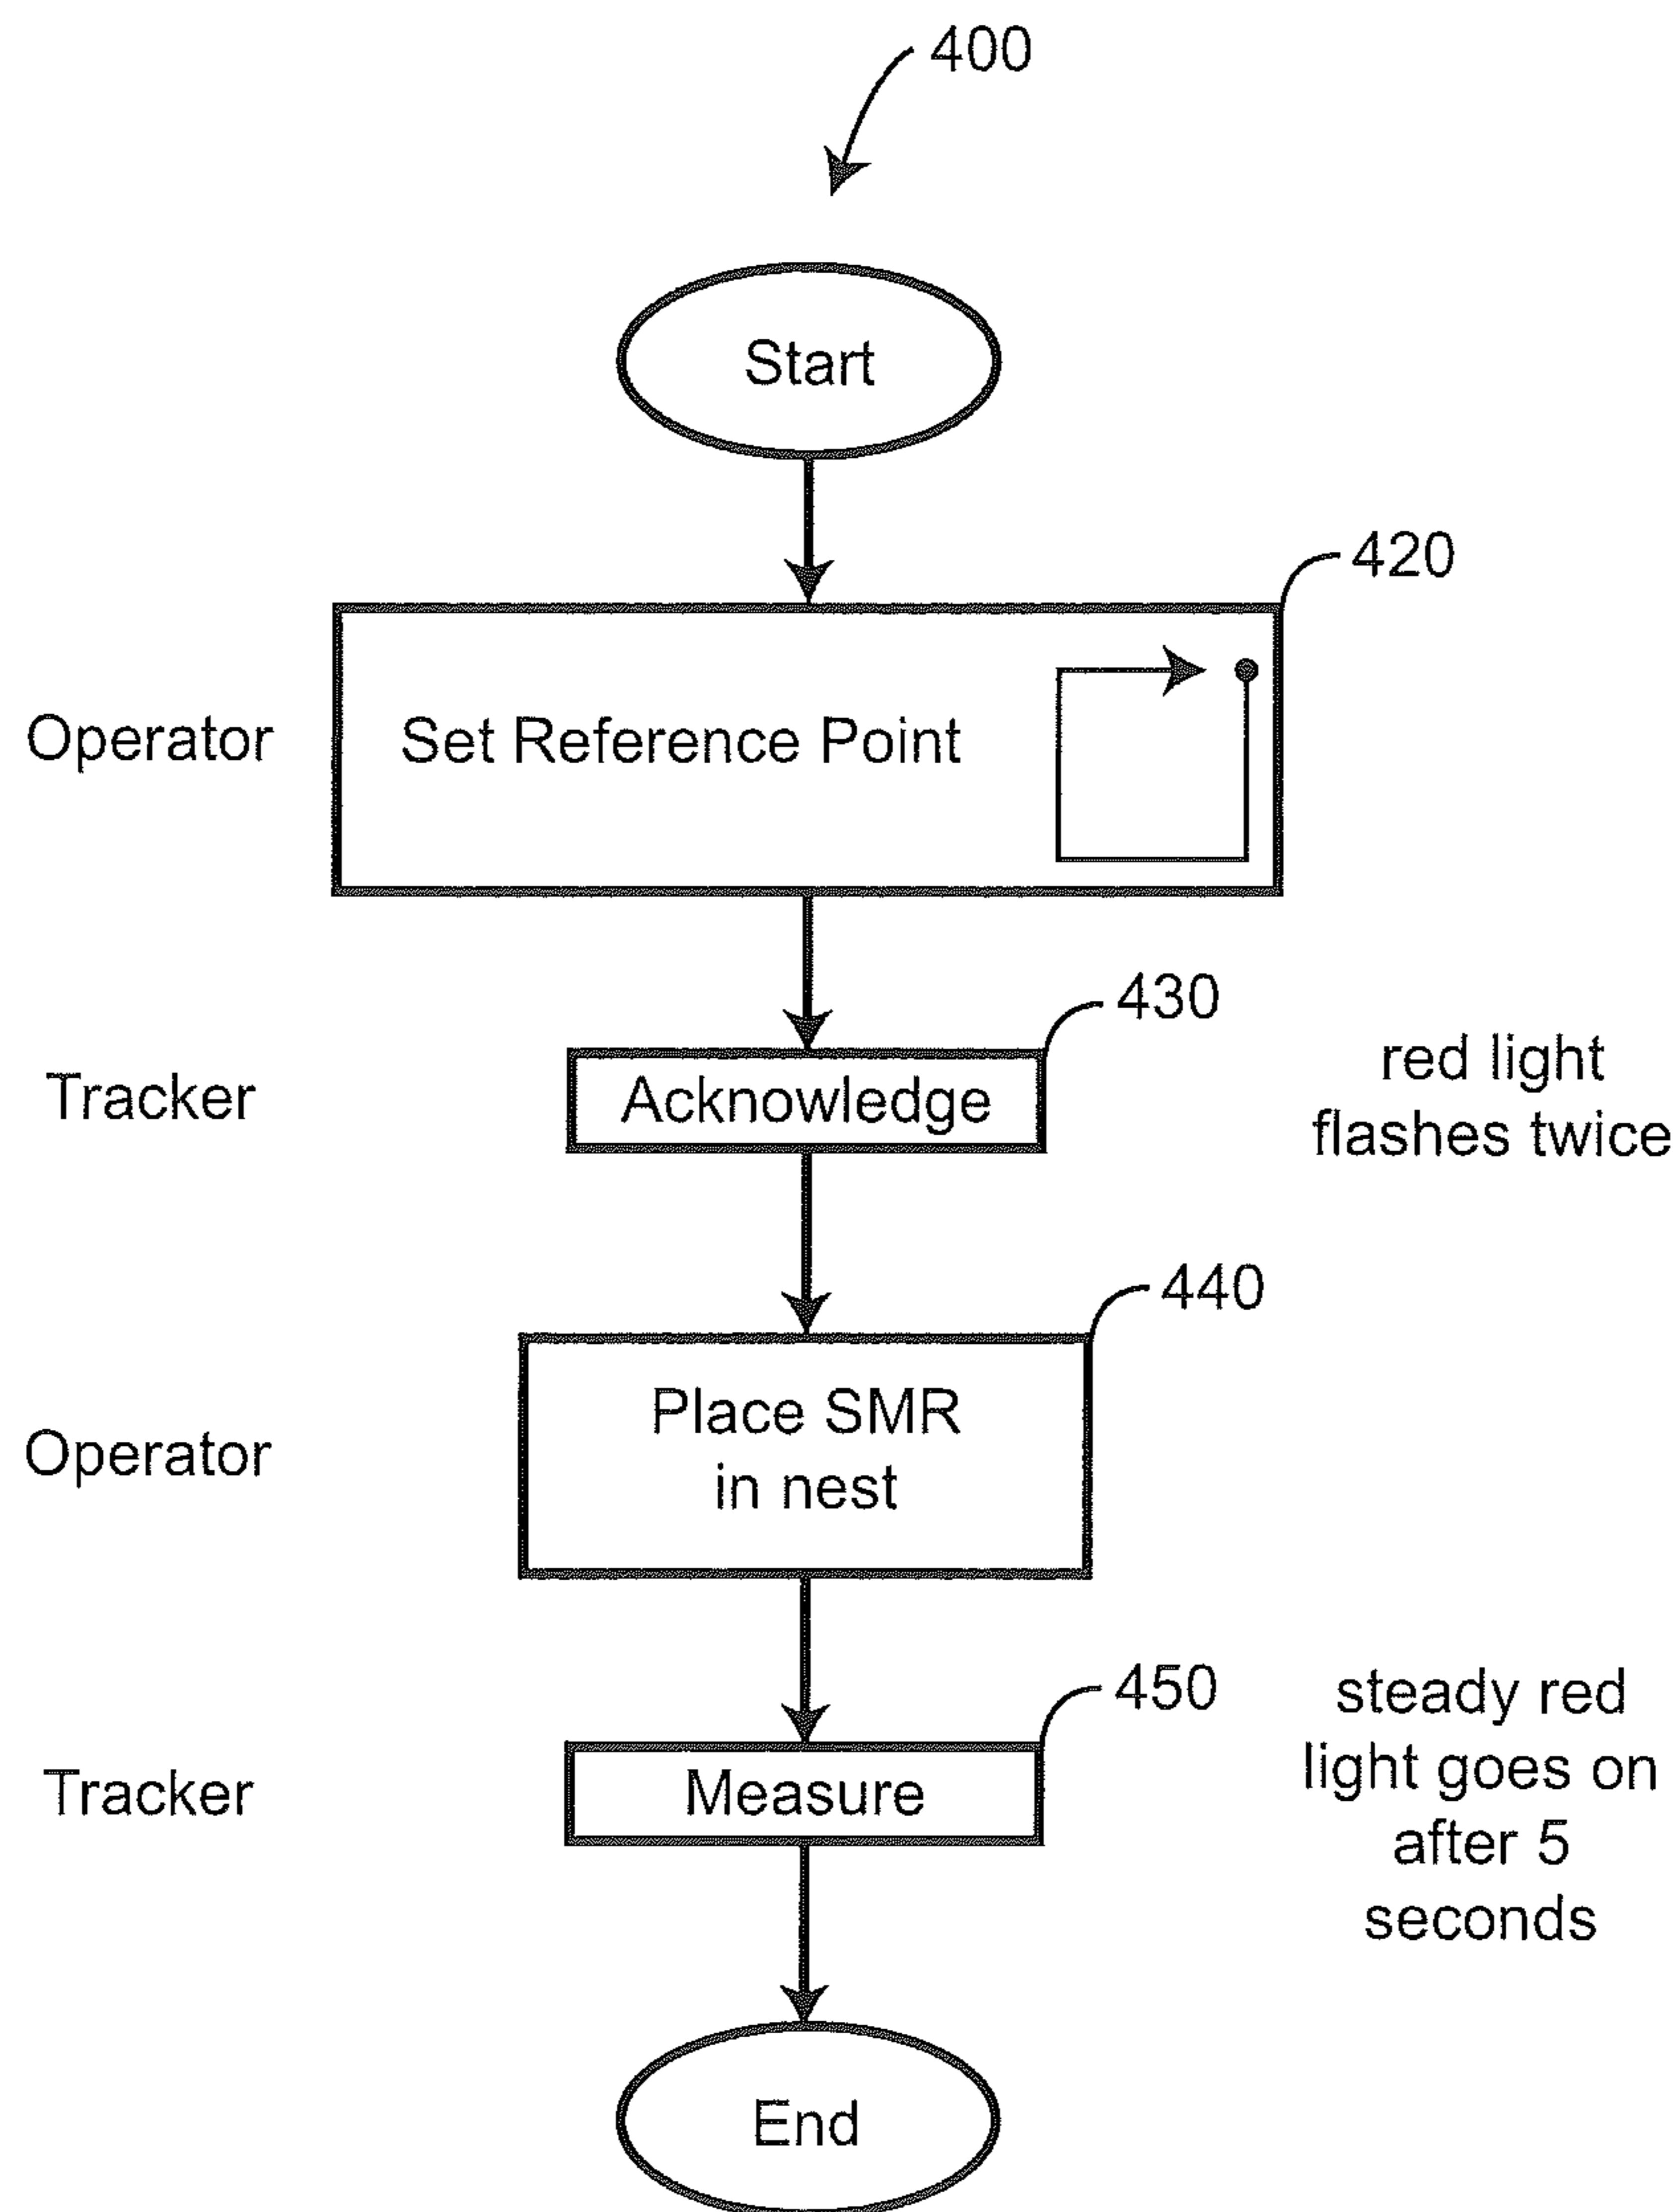 400
Start
420
Operator
Set Reference Point
430
Tracker
Acknowledge
red light
flashes twice
440
Operator
Place SMR
in nest
450
Tracker
Measure
steady red
light goes on
after 5
seconds
End